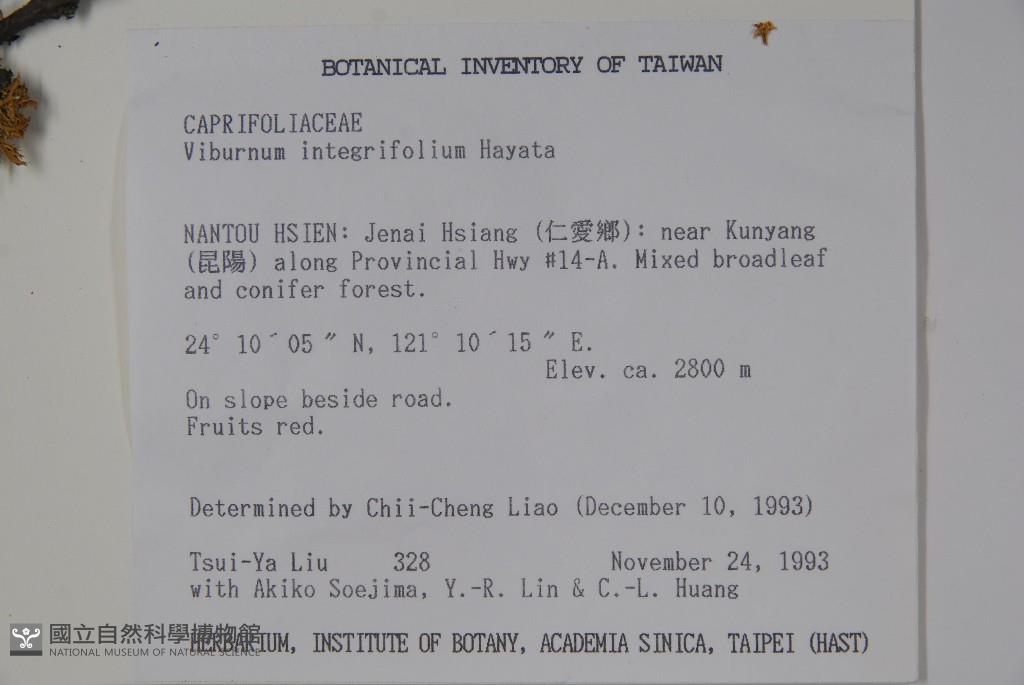 BOTANICAL INVENTORY OF TAIWAN
CAPRIFOLIACEAE
Viburnum integrifolium Hayata
NANTOU HSIEN: Jenai Hsiang (仁愛鄉): near Kunyang
(昆陽) along Provincial Hwy #14-A. Mixed broadleaf
and conifer forest.
24° 10´ 05″ N, 121° 10´ 15″ E.
Elev. ca. 2800 m
On slope beside road.
Fruits red.
Determined by Chii-Cheng Liao (December 10, 1993)
Tsui-Ya Liu 328 November 24, 1993
with Akiko Soejima, Y.-R. Lin & C.-L. Huang
HERBARIUM, INSTITUTE OF BOTANY, ACADEMIA SINICA, TAIPEI (HAST)
國立自然科學博物館
NATIONAL MUSEUM OF NATURAL SCIENCE